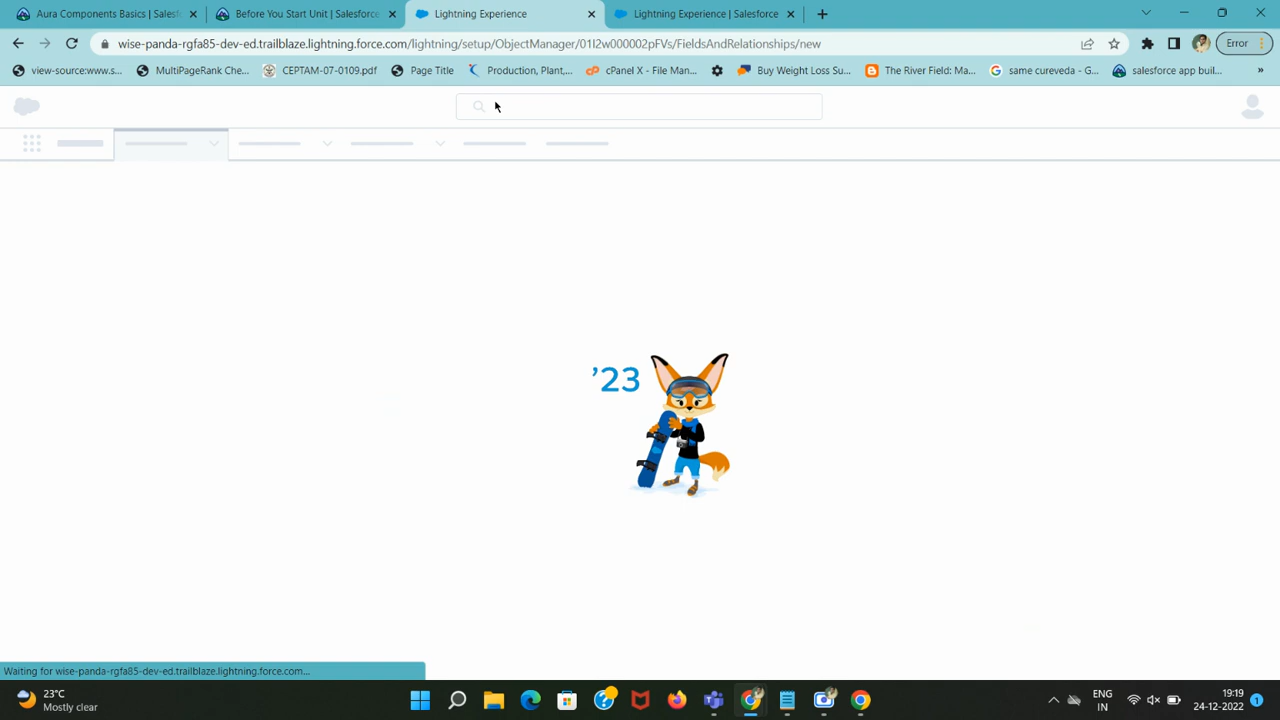 Aura Components Basics | Salesf
Before You Start Unit | Salesforce
Lightning Experience
Lightning Experience | Salesforce
wise-panda-rgfa85-dev-ed.trailblaze.lightning.force.com/lightning/setup/ObjectManager/01I2w000002pFVs/FieldsAndRelationships/new
Error
view-source:www.s...
MultiPageRank Che...
CEPTAM-07-0109.pdf
Page Title
Production, Plant,...
cPanel X - File Man...
Buy Weight Loss Su...
The River Field: Ma...
same cureveda - G...
salesforce app buil...
»
’23
Waiting for wise-panda-rgfa85-dev-ed.trailblaze.lightning.force.com...
23°C
Mostly clear
ENG
IN
19:19
24-12-2022
1